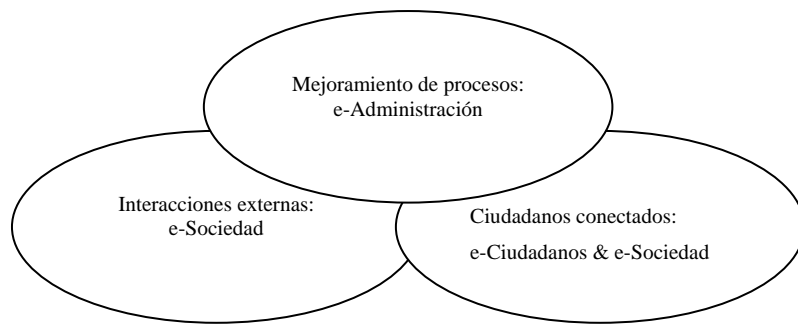 Mejoramiento de procesos:
e-Administración
Interacciones externas:
e-Sociedad
Ciudadanos conectados:
e-Ciudadanos & e-Sociedad